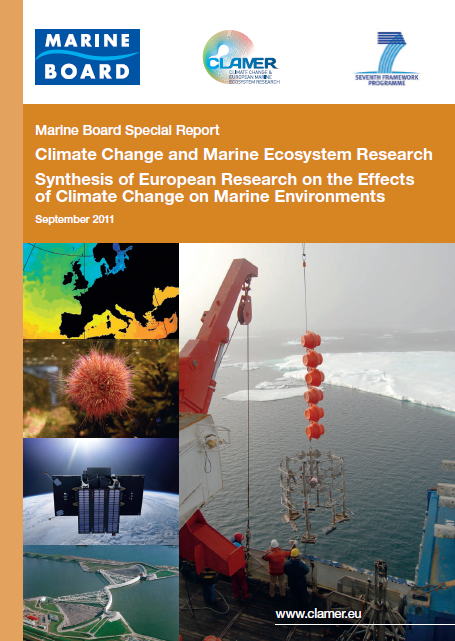 MARINE
BOARD
CLAMER
CLIMATE CHANGE &
EUROPEAN MARINE
ECOSYSTEM RESEARCH
SEVENTH FRAMEWORK
PROGRAMME
Marine Board Special Report
Climate Change and Marine Ecosystem Research
Synthesis of European Research on the Effects
of Climate Change on Marine Environments
September 2011
www.clamer.eu